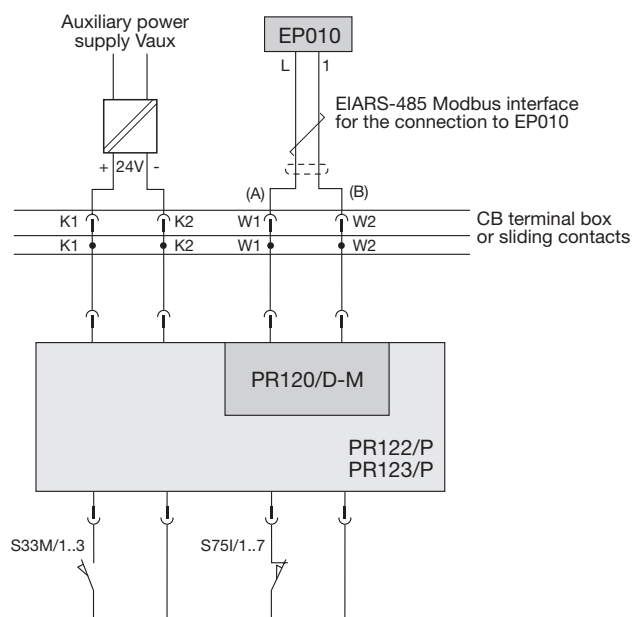 Auxiliary power
supply Vaux
EP010
L 1
EIARS-485 Modbus interface
for the connection to EP010
+ 24V -
(A) (B)
K1 K2 W1 W2
CB terminal box
or sliding contacts
K1 K2 W1 W2
PR120/D-M
PR122/P
PR123/P
S33M/1..3 S75I/1..7